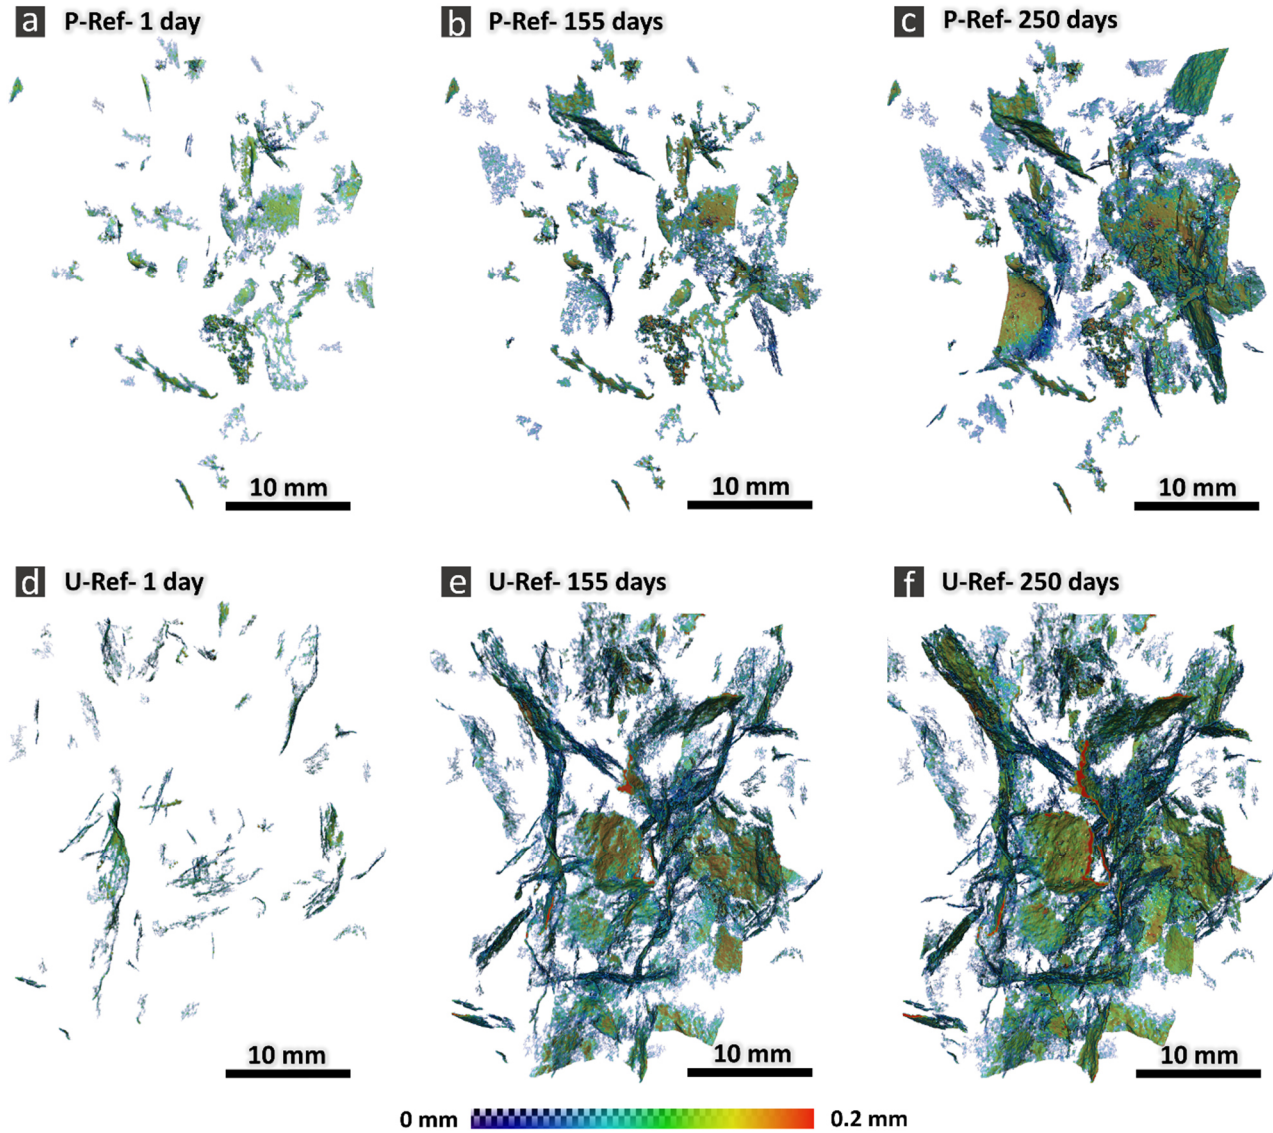 a P-Ref- 1 day
b P-Ref- 155 days
c P-Ref- 250 days
10 mm
10 mm
10 mm
d U-Ref- 1 day
e U-Ref- 155 days
f U-Ref- 250 days
10 mm
10 mm
10 mm
0 mm 0.2 mm